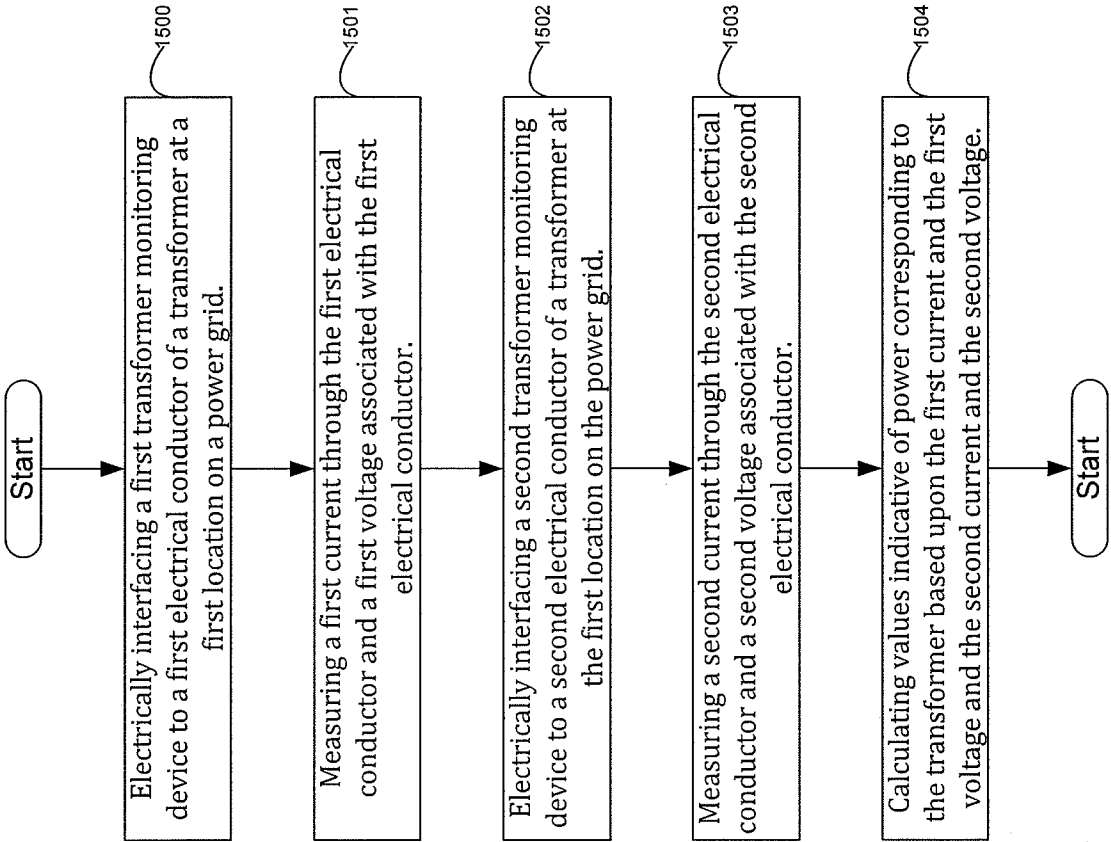 Start
Electrically interfacing a first transformer monitoring
device to a first electrical conductor of a transformer at a
first location on a power grid.
1500
Measuring a first current through the first electrical
conductor and a first voltage associated with the first
electrical conductor.
1501
Electrically interfacing a second transformer monitoring
device to a second electrical conductor of a transformer at
the first location on the power grid.
1502
Measuring a second current through the second electrical
conductor and a second voltage associated with the second
electrical conductor.
1503
Calculating values indicative of power corresponding to
the transformer based upon the first current and the first
voltage and the second current and the second voltage.
1504
Start